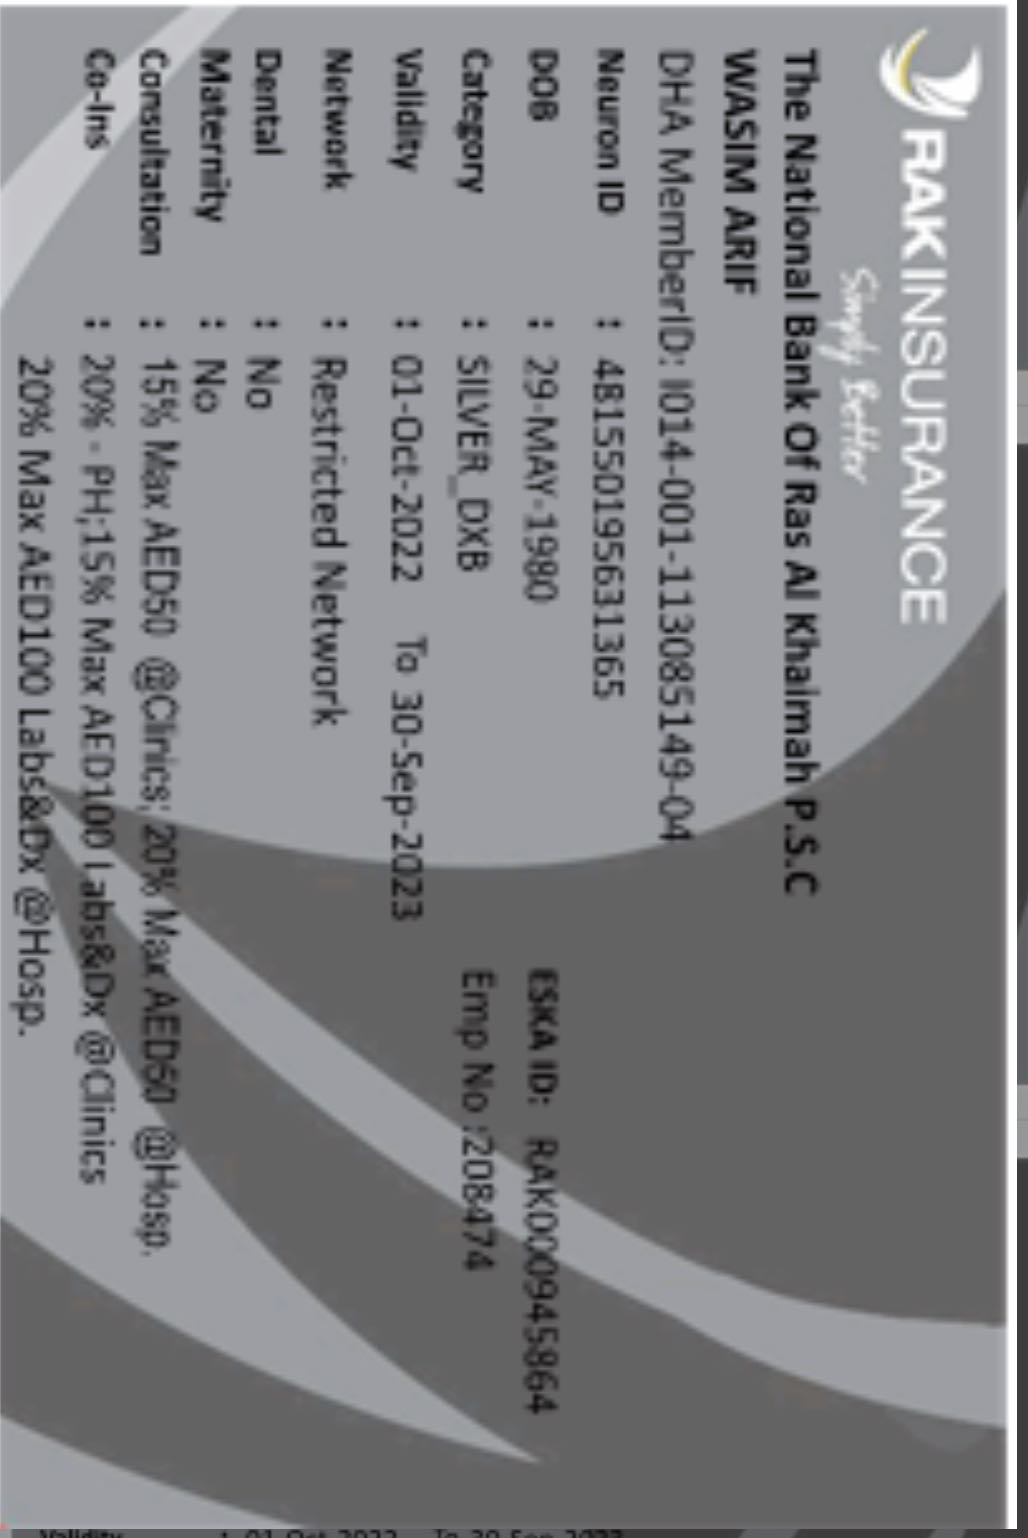 RAKINSURANCE
Simply Better
The National Bank Of Ras Al Khaimah P.S.C
WASIM ARIF
DHA MemberID: I014-001-113085149-04
Neuron ID : 4815501956631365
DOB : 29-MAY-1980 ESKA ID: RAK000945864
Category : SILVER_DXB Emp No :208474
Validity : 01-Oct-2022 To 30-Sep-2023
Network : Restricted Network
Dental : No
Maternity : No
Consultation : 15% Max AED50 @Clinics; 20% Max AED50 @Hosp.
Co-Ins : 20% - PH;15% Max AED100 Labs&Dx @Clinics
20% Max AED100 Labs&Dx @Hosp.
Validity : 01-Oct-2022 To 30-Sep-2023